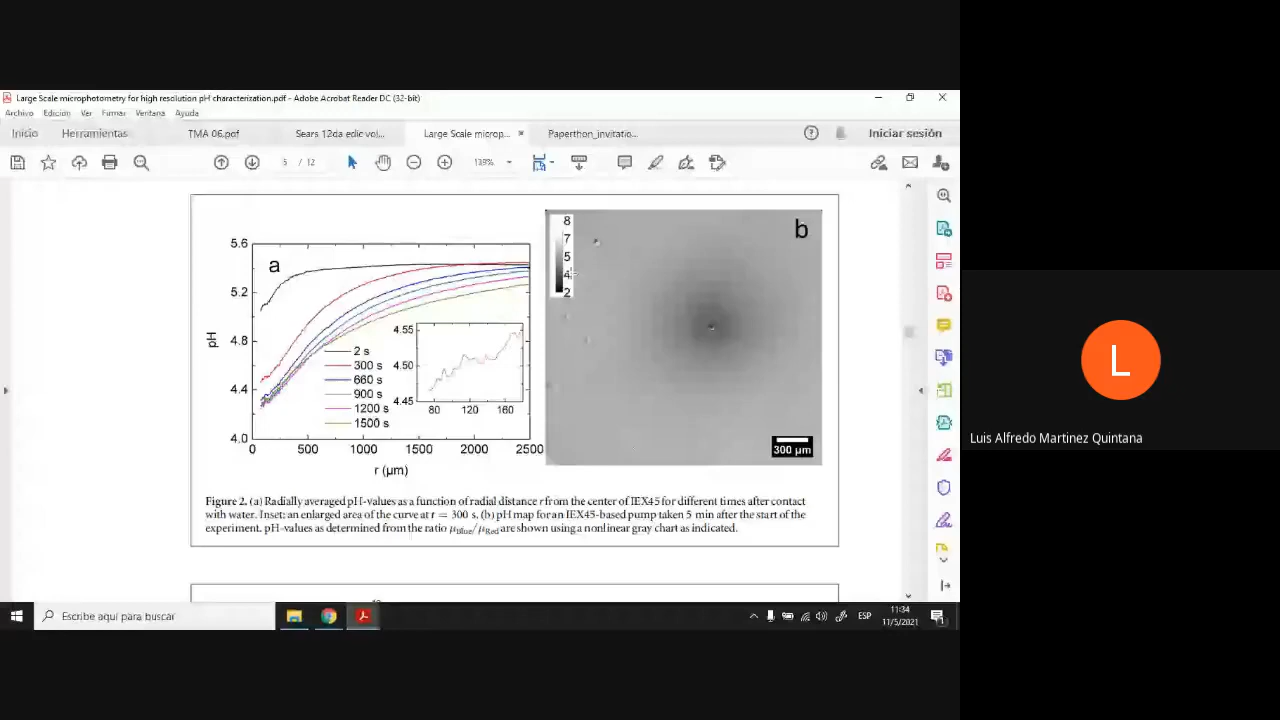 Large Scale microphotometry for high resolution pH characterization.pdf - Adobe Acrobat Reader DC (32-bit)
Archivo Edición Ver Firmar Ventana Ayuda
Inicio Herramientas TMA 06.pdf Sears 12da edic vol... Large Scale microp... × Paperthon_invitatio... Iniciar sesión
5 / 12 139%
a
pH
5.6
5.2
4.8
4.4
4.0
0 500 1000 1500 2000 2500
r (µm)
2 s
300 s
660 s
900 s
1200 s
1500 s
4.55
4.50
4.45
80 120 160
b
8
7
5
4
2
300 µm
Figure 2. (a) Radially averaged pH-values as a function of radial distance r from the center of IEX45 for different times after contact
with water. Inset: an enlarged area of the curve at t = 300 s. (b) pH map for an IEX45-based pump taken 5 min after the start of the
experiment. pH-values as determined from the ratio μBlue/μRed are shown using a nonlinear gray chart as indicated.
Escribe aquí para buscar
ESP
11:34
11/5/2021
L
Luis Alfredo Martinez Quintana